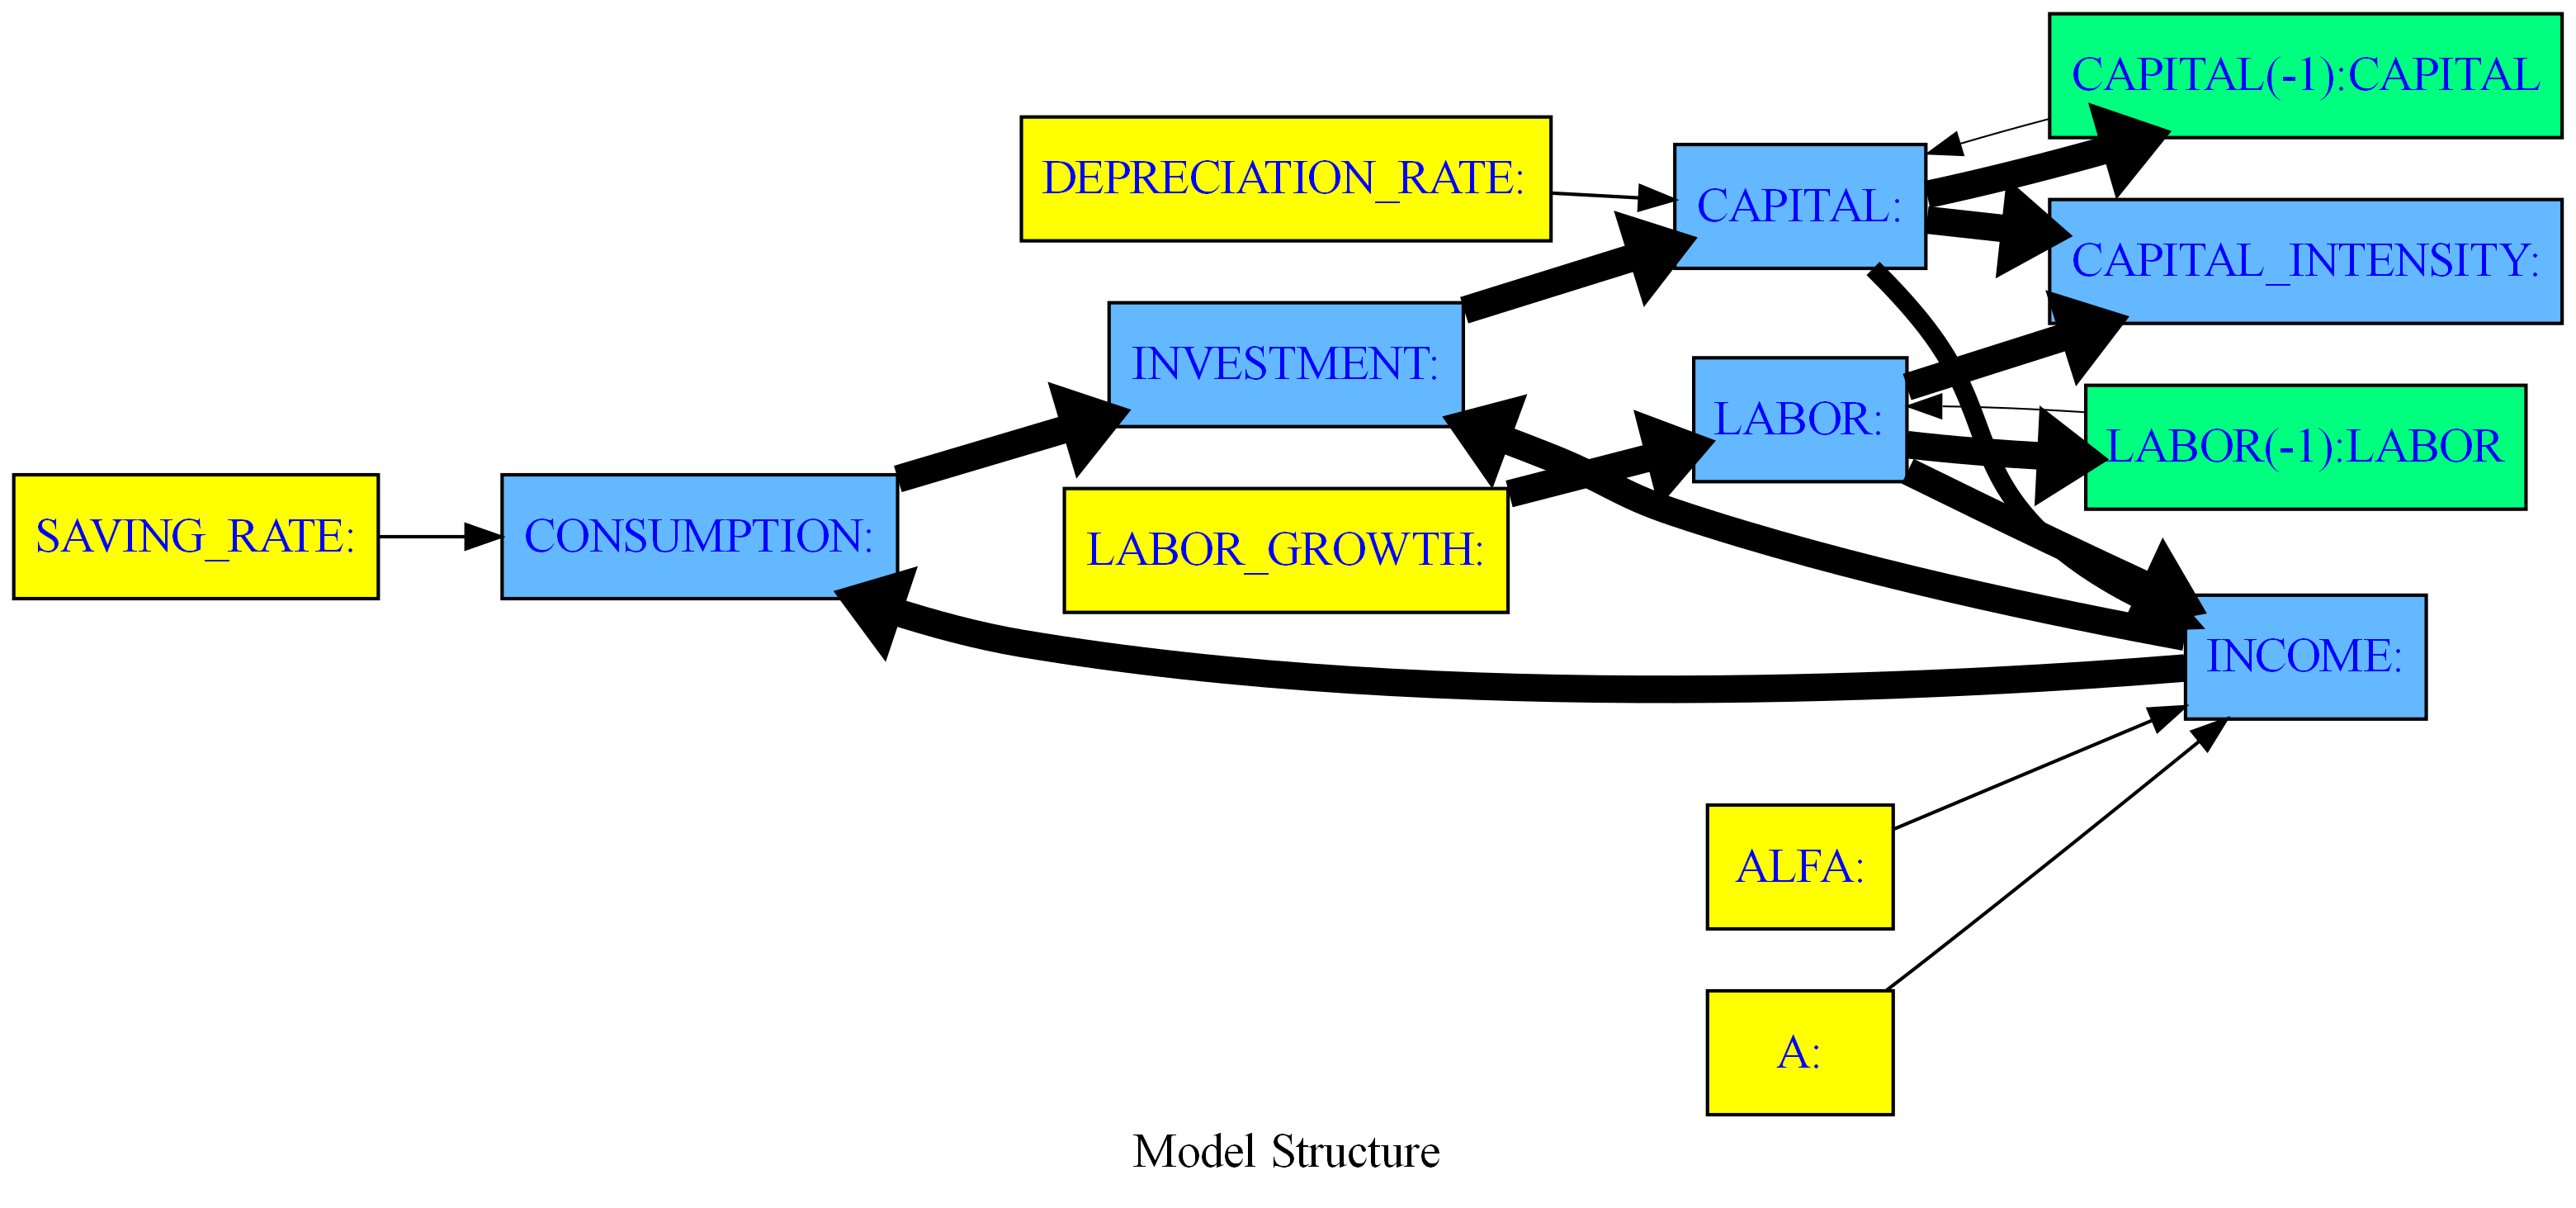 CAPITAL(-1):CAPITAL
DEPRECIATION_RATE:
CAPITAL:
CAPITAL_INTENSITY:
INVESTMENT:
LABOR:
LABOR(-1):LABOR
SAVING_RATE:
CONSUMPTION:
LABOR_GROWTH:
INCOME:
ALFA:
A:
Model Structure